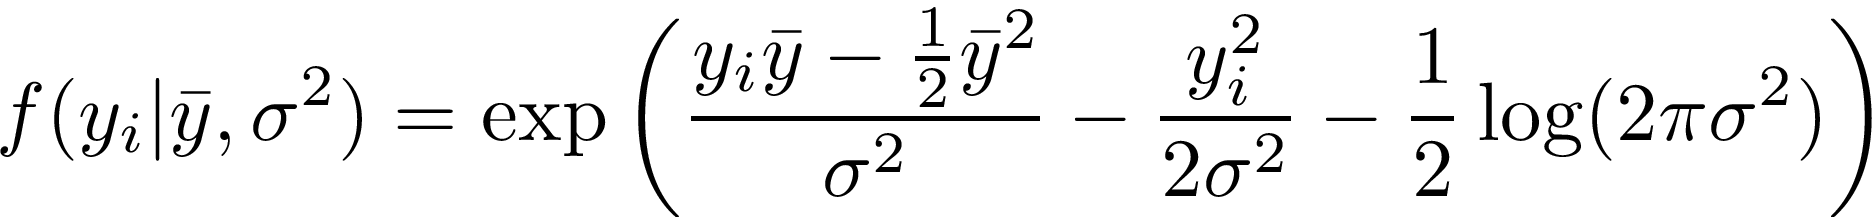 f(y_i|\bar{y}, \sigma^2) = \exp\left(\frac{y_i\bar{y} - \frac{1}{2}\bar{y}^2}{\sigma^2} - \frac{y_i^2}{2\sigma^2} - \frac{1}{2}\log(2\pi\sigma^2)\right)